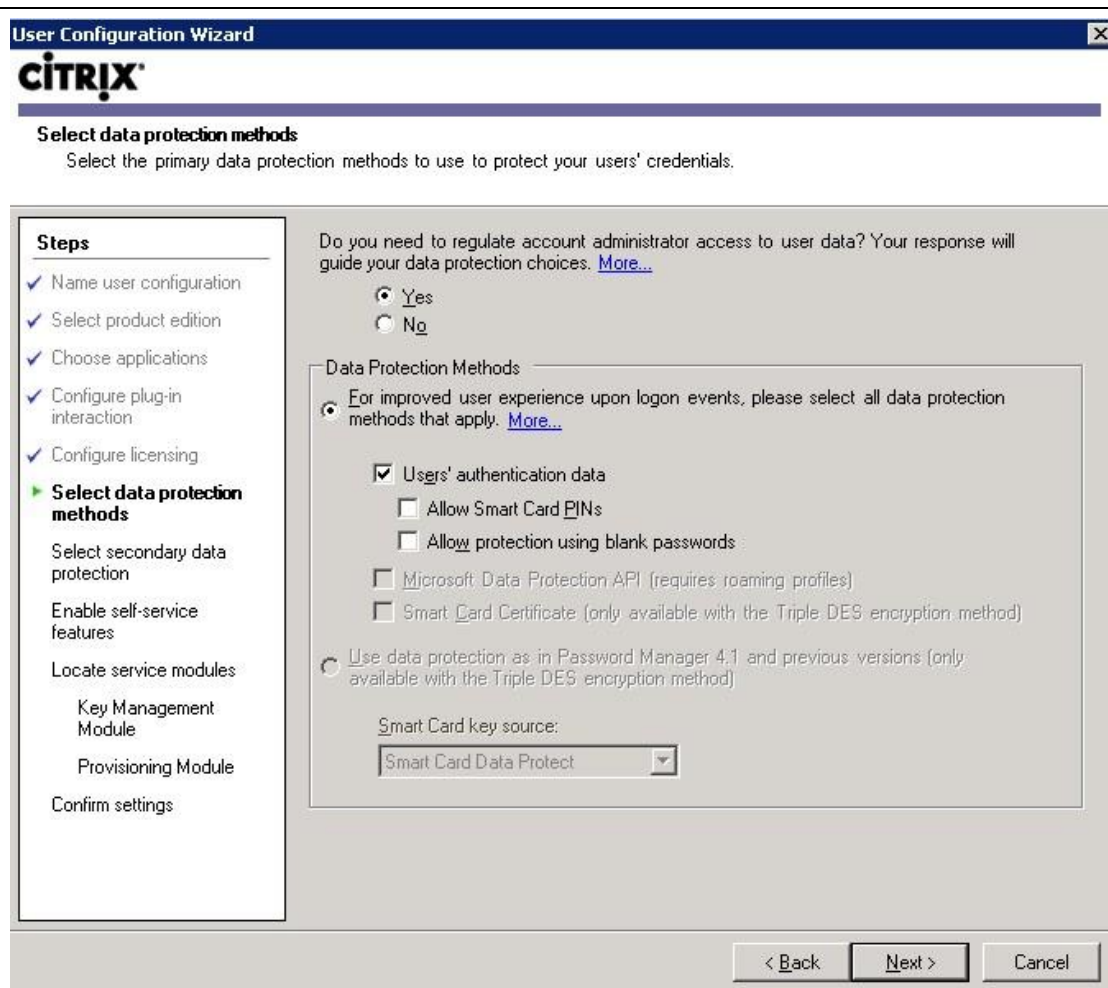 User Configuration Wizard
CITRIX
Select data protection methods
Select the primary data protection methods to use to protect your users' credentials.
Steps
Name user configuration
Select product edition
Choose applications
Configure plug-in
interaction
Configure licensing
Select data protection
methods
Select secondary data
protection
Enable self-service
features
Locate service modules
Key Management
Module
Provisioning Module
Confirm settings
Do you need to regulate account administrator access to user data? Your response will
guide your data protection choices. More...
Yes
No
Data Protection Methods
For improved user experience upon logon events, please select all data protection
methods that apply. More...
Users' authentication data
Allow Smart Card PINs
Allow protection using blank passwords
Microsoft Data Protection API (requires roaming profiles)
Smart Card Certificate (only available with the Triple DES encryption method)
Use data protection as in Password Manager 4.1 and previous versions (only
available with the Triple DES encryption method)
Smart Card key source:
Smart Card Data Protect
< Back
Next >
Cancel